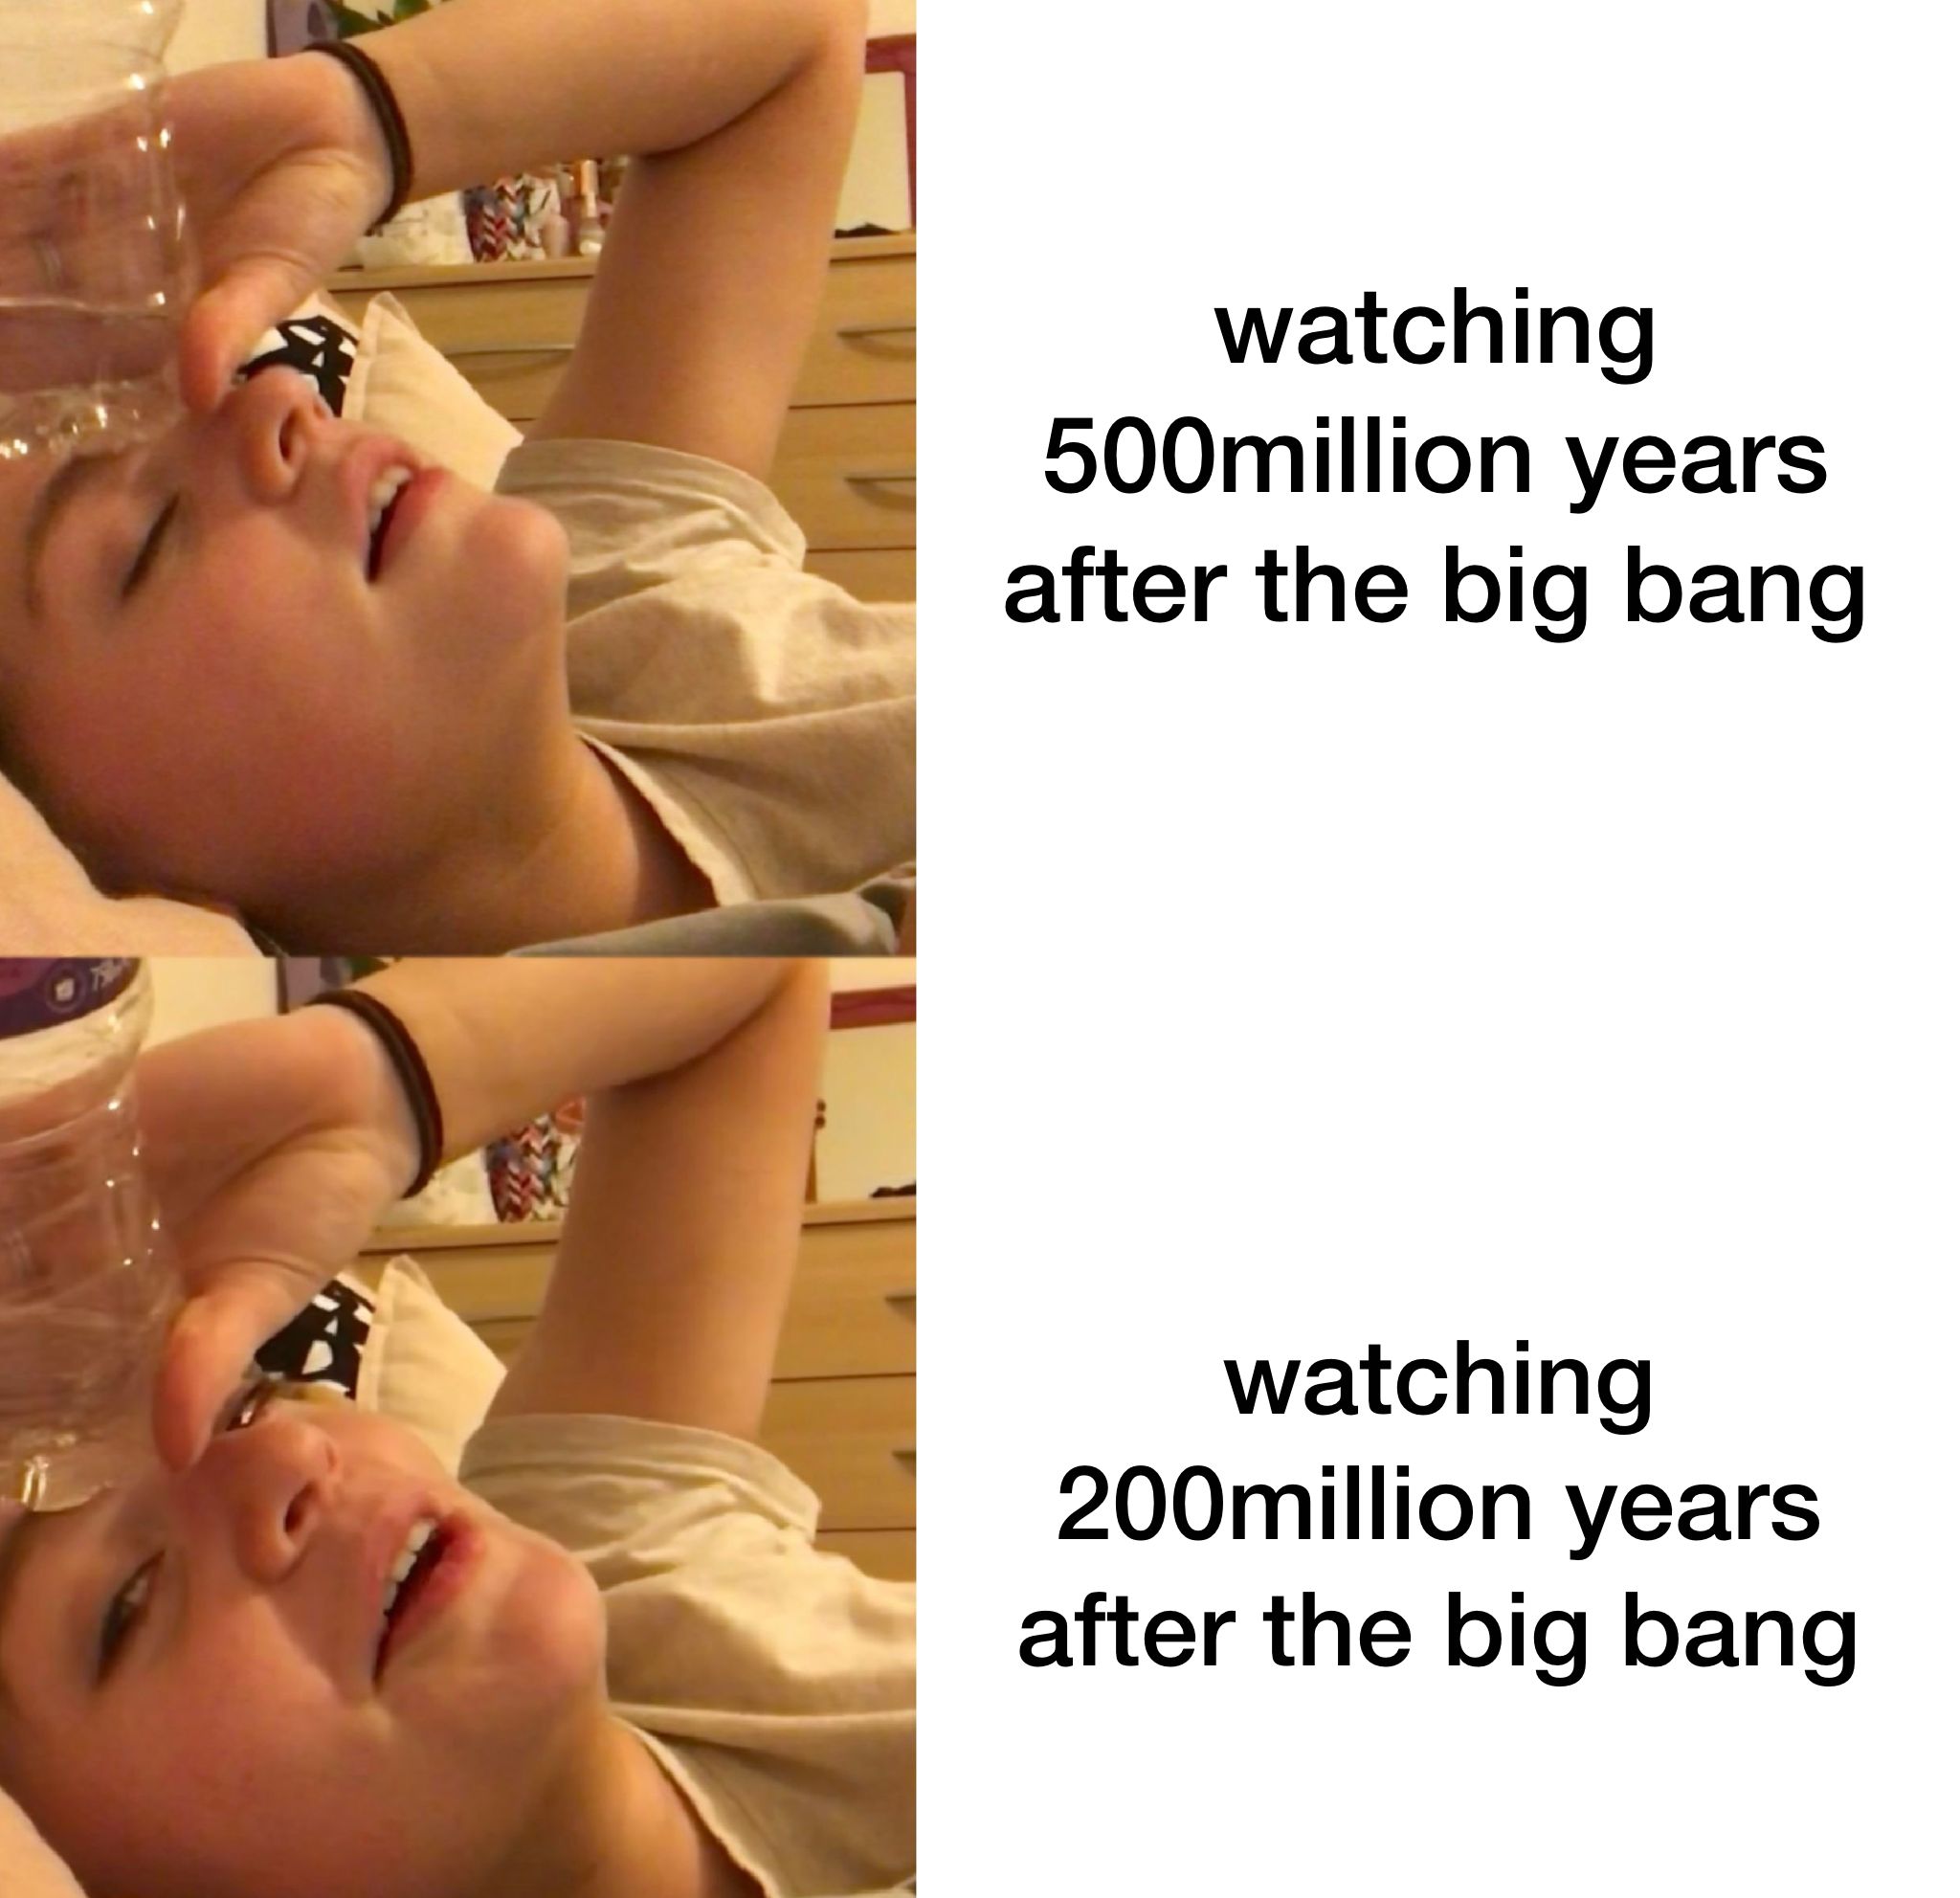 watching
500million years
after the big bang
watching
200million years
after the big bang